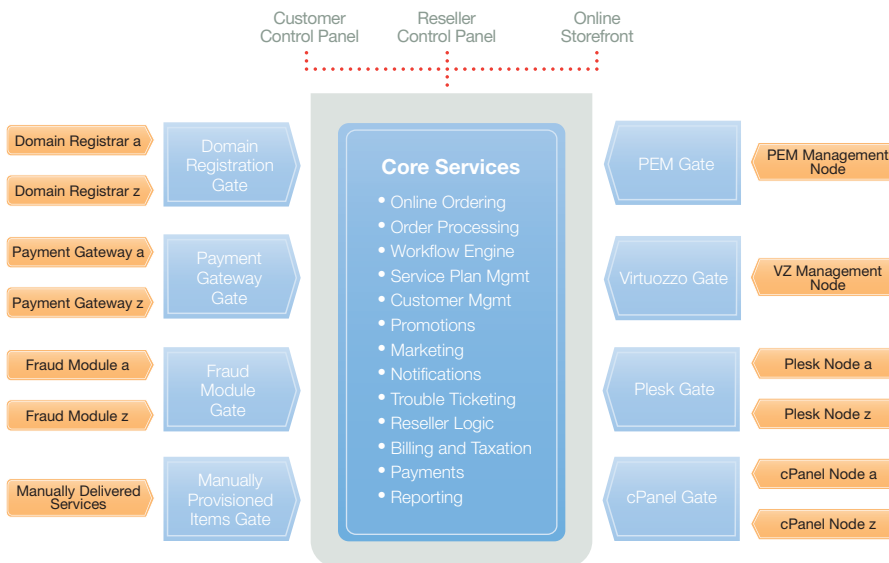 Customer
Control Panel
Reseller
Control Panel
Online
Storefront
Domain Registrar a
Domain Registrar z
Domain
Registration
Gate
Payment Gateway a
Payment Gateway z
Payment
Gateway
Gate
Fraud Module a
Fraud Module z
Fraud
Module
Gate
Manually Delivered
Services
Manually
Provisioned
Items Gate
Core Services
• Online Ordering
• Order Processing
• Workflow Engine
• Service Plan Mgmt
• Customer Mgmt
• Promotions
• Marketing
• Notifications
• Trouble Ticketing
• Reseller Logic
• Billing and Taxation
• Payments
• Reporting
PEM Gate
PEM Management
Node
Virtuozzo Gate
VZ Management
Node
Plesk Gate
Plesk Node a
Plesk Node z
cPanel Gate
cPanel Node a
cPanel Node z